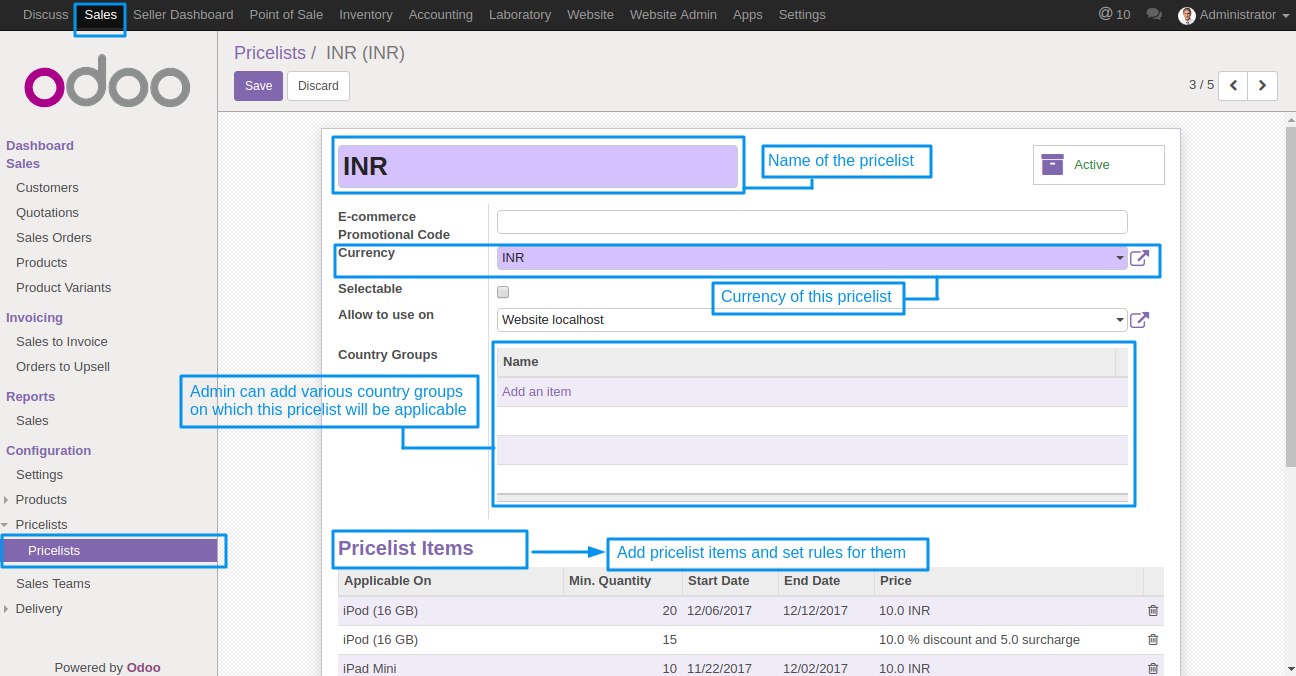 Discuss Sales Seller Dashboard Point of Sale Inventory Accounting Laboratory Website Website Admin Apps Settings @ 10 Administrator
odoo
Dashboard
Sales
Customers
Quotations
Sales Orders
Products
Product Variants
Invoicing
Sales to Invoice
Orders to Upsell
Reports
Sales
Configuration
Settings
Products
Pricelists
Pricelists
Sales Teams
Delivery
Powered by Odoo
Pricelists / INR (INR)
Save Discard
3 / 5
INR
Name of the pricelist
Active
E-commerce
Promotional Code
Currency INR
Selectable
Currency of this pricelist
Allow to use on Website localhost
Country Groups
Name
Add an item
Admin can add various country groups
on which this pricelist will be applicable
Pricelist Items
Add pricelist items and set rules for them
Applicable On Min. Quantity Start Date End Date Price
iPod (16 GB) 20 12/06/2017 12/12/2017 10.0 INR
iPod (16 GB) 15 10.0 % discount and 5.0 surcharge
iPad Mini 10 11/22/2017 12/02/2017 10.0 INR